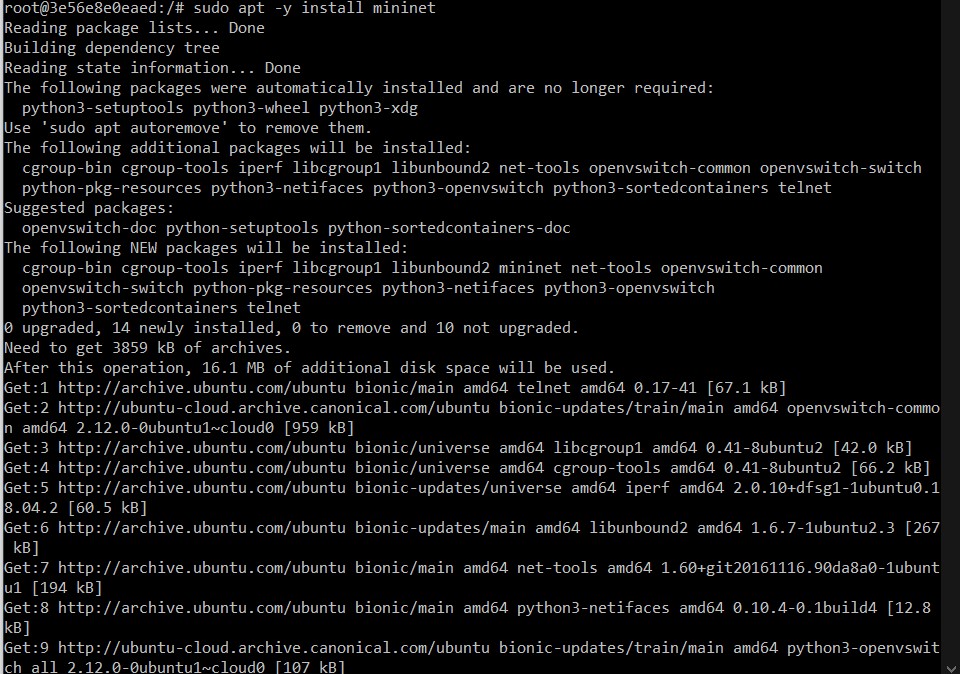 root@3e56e8e0eaed:/# sudo apt -y install mininet
Reading package lists... Done
Building dependency tree
Reading state information... Done
The following packages were automatically installed and are no longer required:
  python3-setuptools python3-wheel python3-xdg
Use 'sudo apt autoremove' to remove them.
The following additional packages will be installed:
  cgroup-bin cgroup-tools iperf libcgroup1 libunbound2 net-tools openvswitch-common openvswitch-switch
  python-pkg-resources python3-netifaces python3-openvswitch python3-sortedcontainers telnet
Suggested packages:
  openvswitch-doc python-setuptools python-sortedcontainers-doc
The following NEW packages will be installed:
  cgroup-bin cgroup-tools iperf libcgroup1 libunbound2 mininet net-tools openvswitch-common
  openvswitch-switch python-pkg-resources python3-netifaces python3-openvswitch
  python3-sortedcontainers telnet
0 upgraded, 14 newly installed, 0 to remove and 10 not upgraded.
Need to get 3859 kB of archives.
After this operation, 16.1 MB of additional disk space will be used.
Get:1 http://archive.ubuntu.com/ubuntu bionic/main amd64 telnet amd64 0.17-41 [67.1 kB]
Get:2 http://ubuntu-cloud.archive.canonical.com/ubuntu bionic-updates/train/main amd64 openvswitch-commo
n amd64 2.12.0-0ubuntu1~cloud0 [959 kB]
Get:3 http://archive.ubuntu.com/ubuntu bionic/universe amd64 libcgroup1 amd64 0.41-8ubuntu2 [42.0 kB]
Get:4 http://archive.ubuntu.com/ubuntu bionic/universe amd64 cgroup-tools amd64 0.41-8ubuntu2 [66.2 kB]
Get:5 http://archive.ubuntu.com/ubuntu bionic-updates/universe amd64 iperf amd64 2.0.10+dfsg1-1ubuntu0.1
8.04.2 [60.5 kB]
Get:6 http://archive.ubuntu.com/ubuntu bionic-updates/main amd64 libunbound2 amd64 1.6.7-1ubuntu2.3 [267
 kB]
Get:7 http://archive.ubuntu.com/ubuntu bionic/main amd64 net-tools amd64 1.60+git20161116.90da8a0-1ubunt
u1 [194 kB]
Get:8 http://archive.ubuntu.com/ubuntu bionic/main amd64 python3-netifaces amd64 0.10.4-0.1build4 [12.8
kB]
Get:9 http://ubuntu-cloud.archive.canonical.com/ubuntu bionic-updates/train/main amd64 python3-openvswit
ch all 2.12.0-0ubuntu1~cloud0 [107 kB]